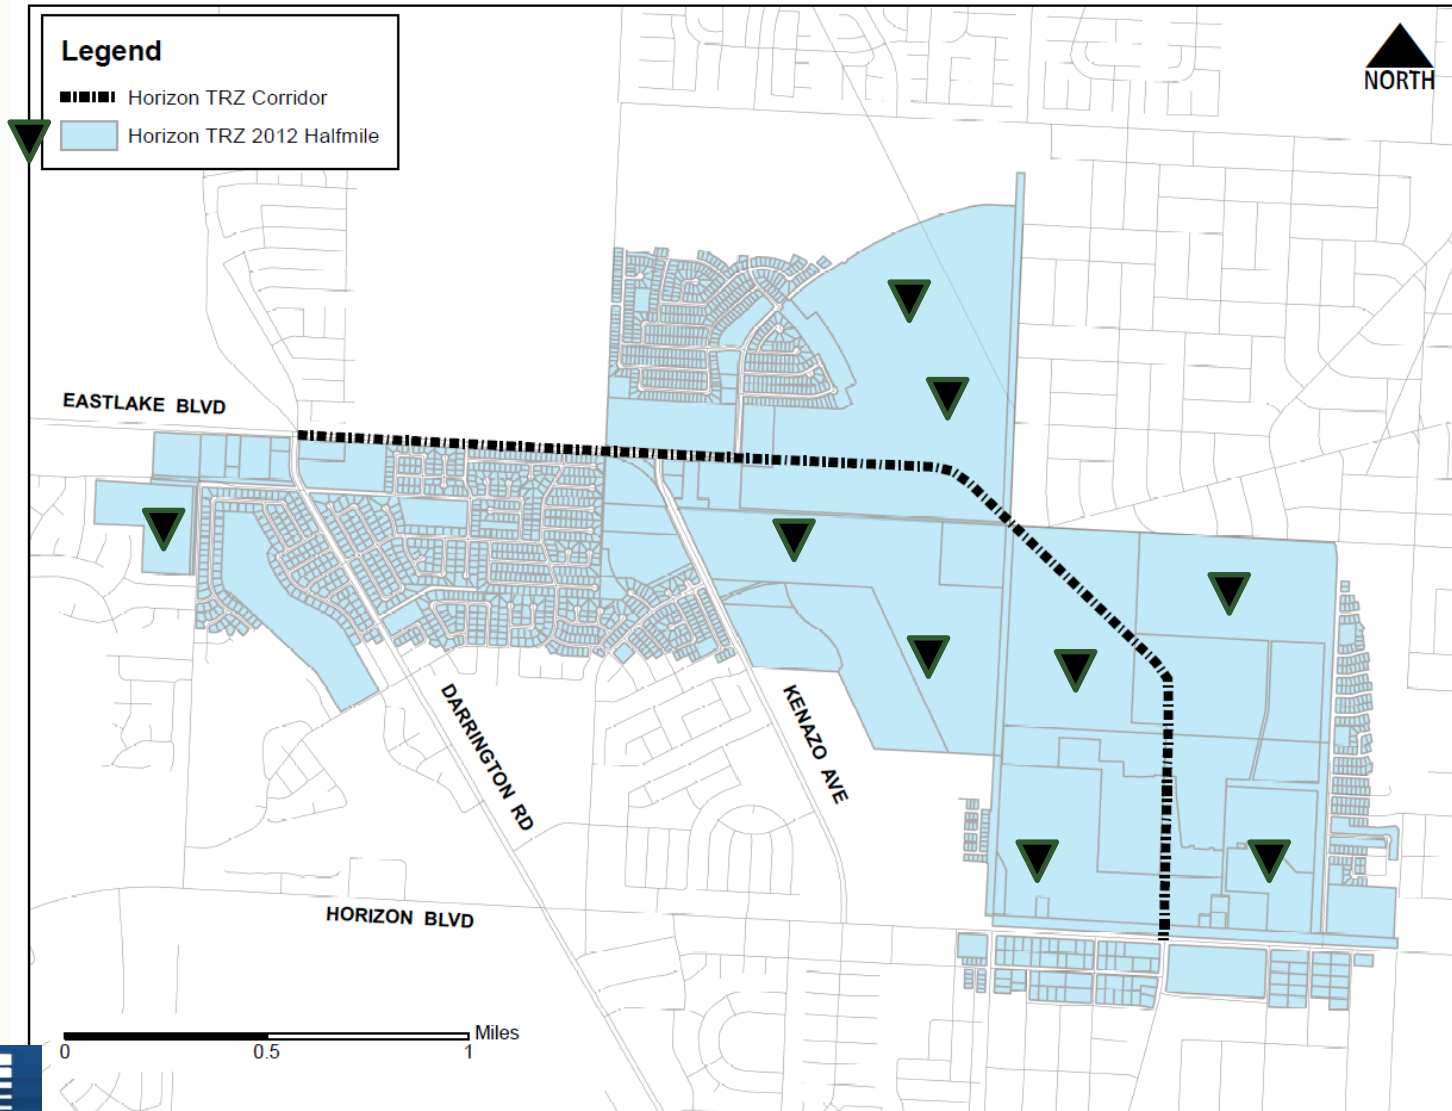 Legend
Horizon TRZ Corridor
Horizon TRZ 2012 Halfmile
NORTH
EASTLAKE BLVD
DARRINGTON RD
KENAZO AVE
HORIZON BLVD
Miles
0 0.5 1